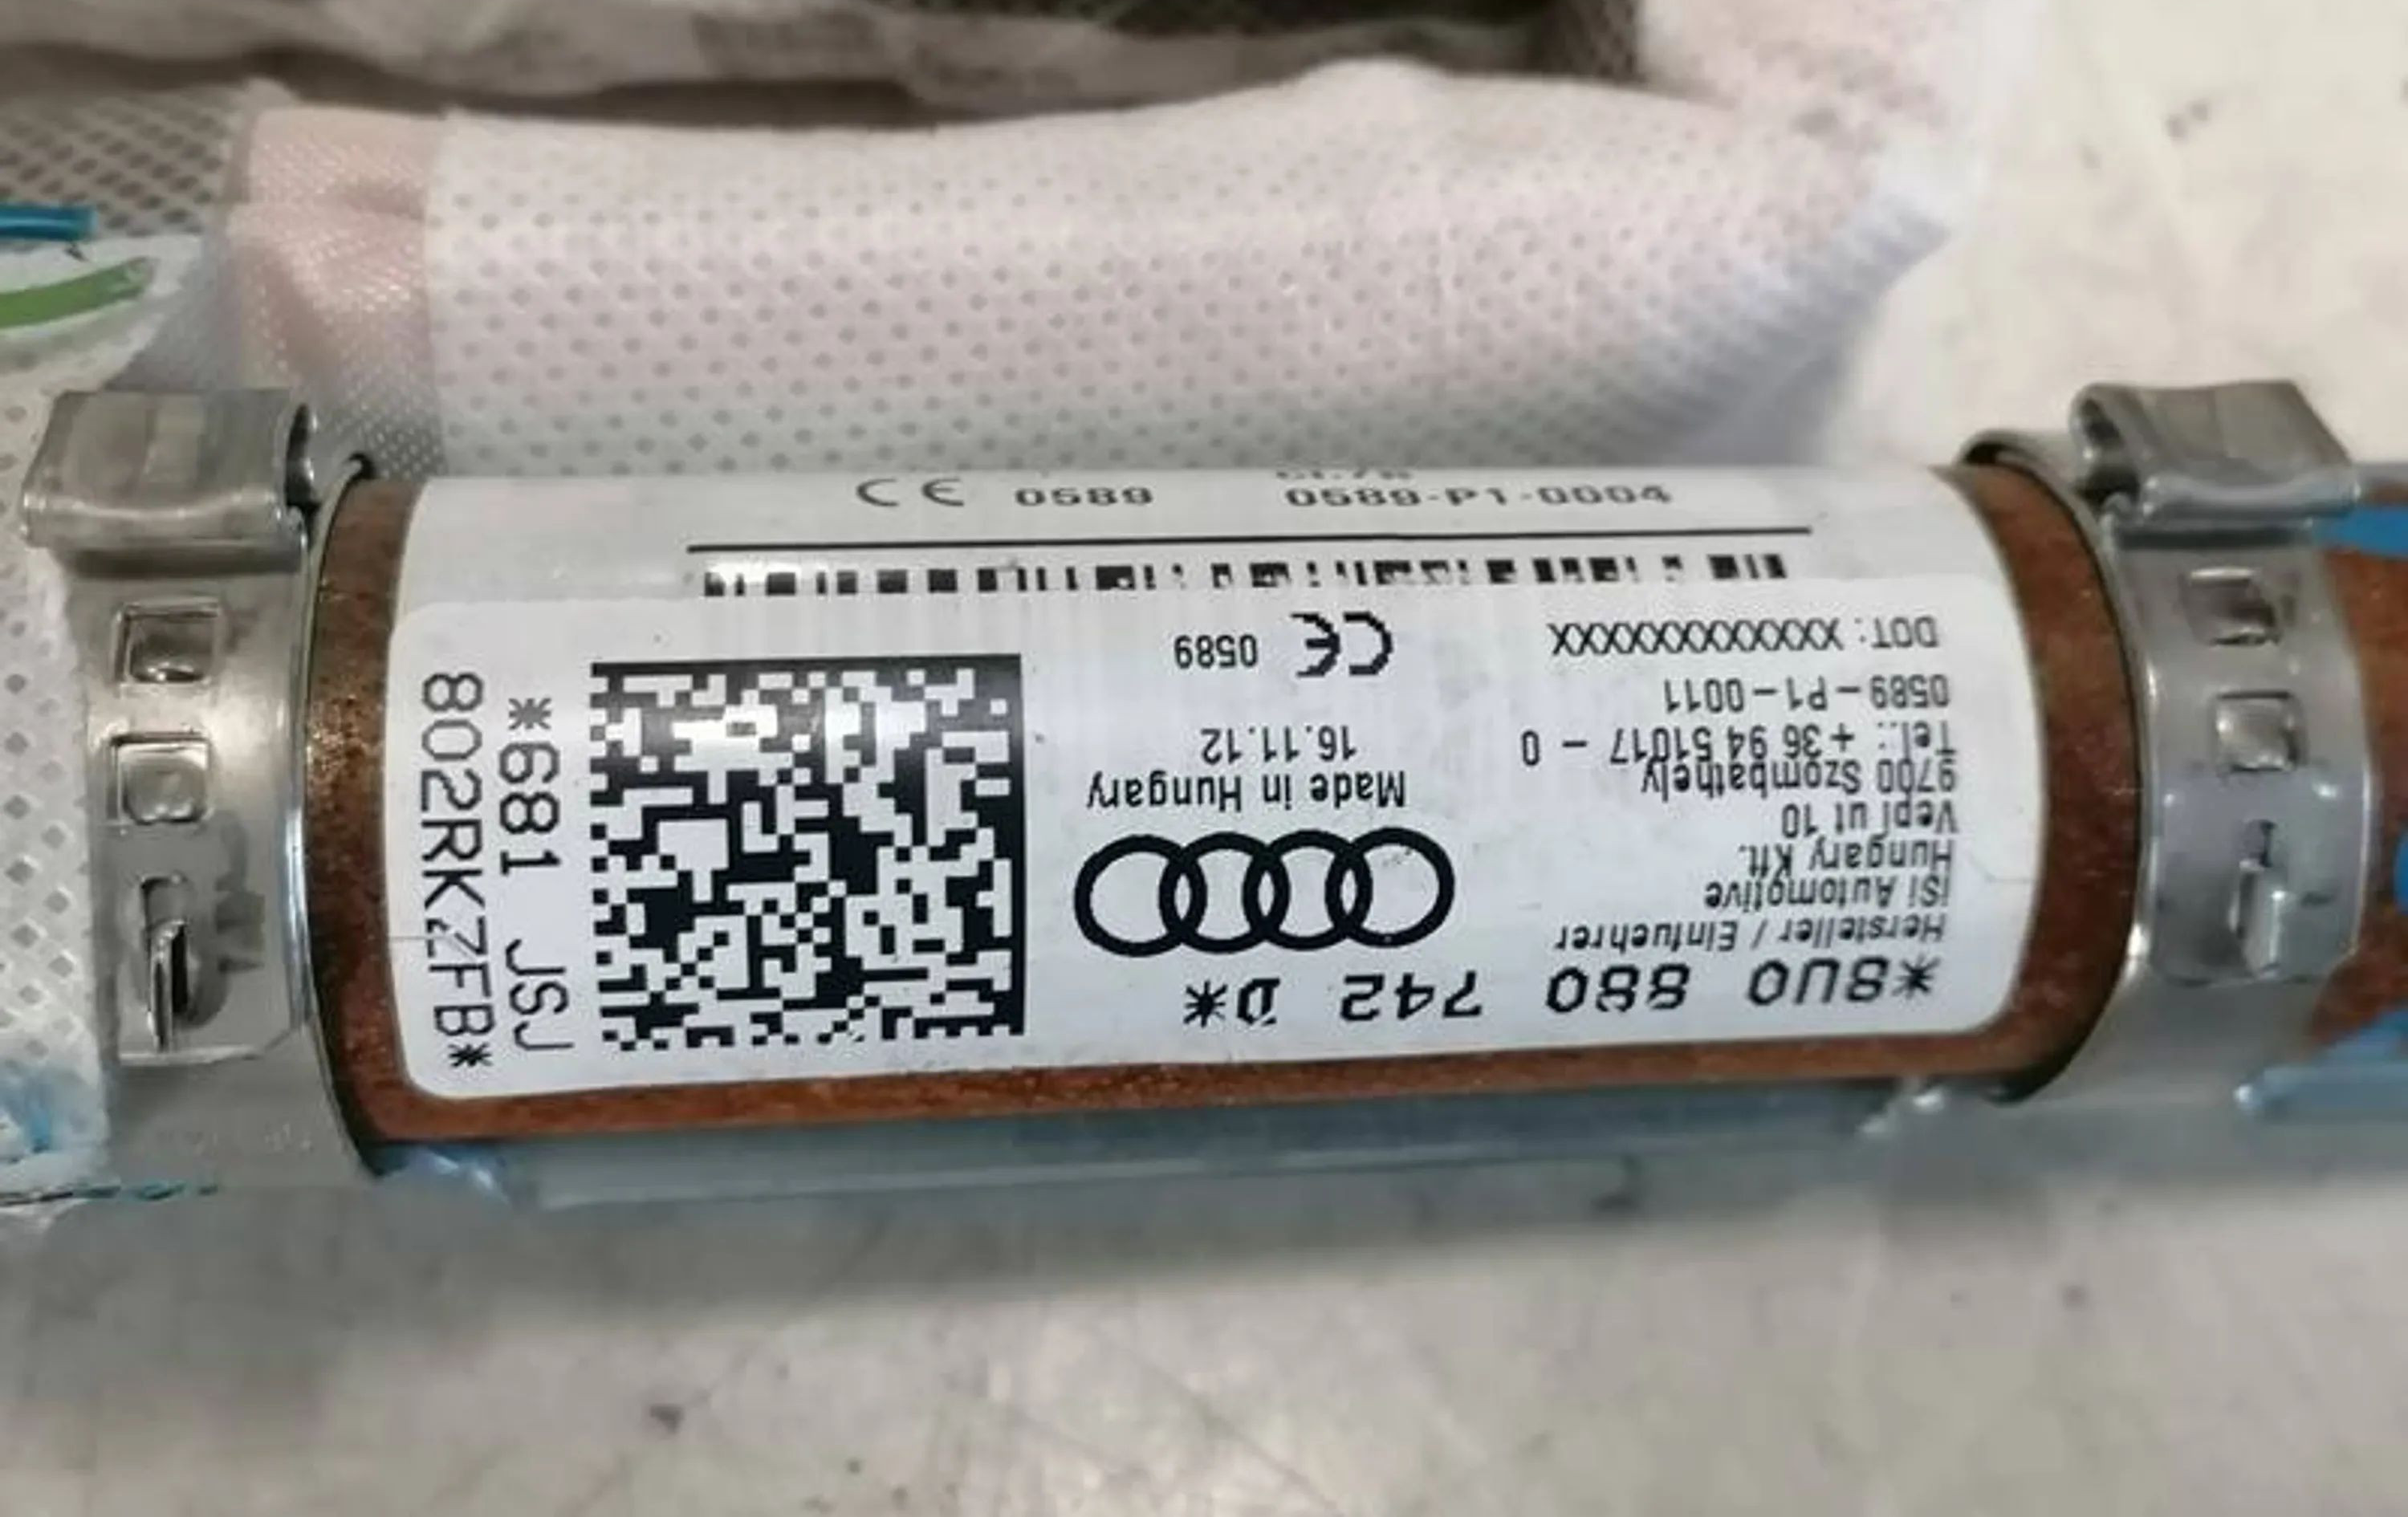 CE 0589 0589-P1-0004
*8U0 880 742 D*
Hersteller / Einfuehrer
iSi Automotive
Hungary Kft.
Vepi ut 10
9700 Szombathely
Tel.: + 36 94 51017 - 0
0589-P1-0011
DOT: XXXXXXXXXXXXX
Made in Hungary
16.11.12
CE 0589
*681 JSJ
802RKZFB*